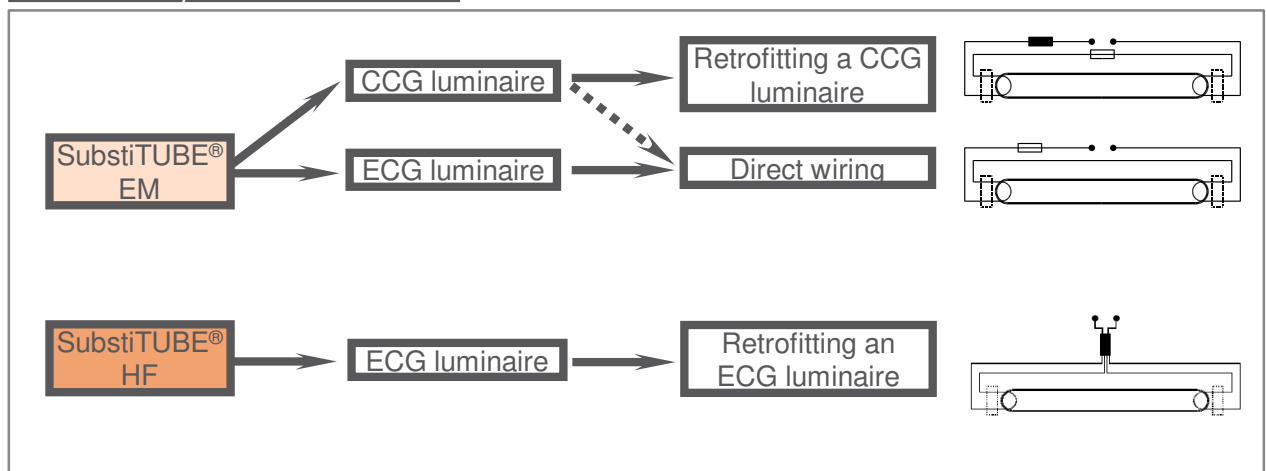 CCG luminaire
Retrofitting a CCG
luminaire
SubstiTUBE®
EM
ECG luminaire
Direct wiring
SubstiTUBE®
HF
ECG luminaire
Retrofitting an
ECG luminaire